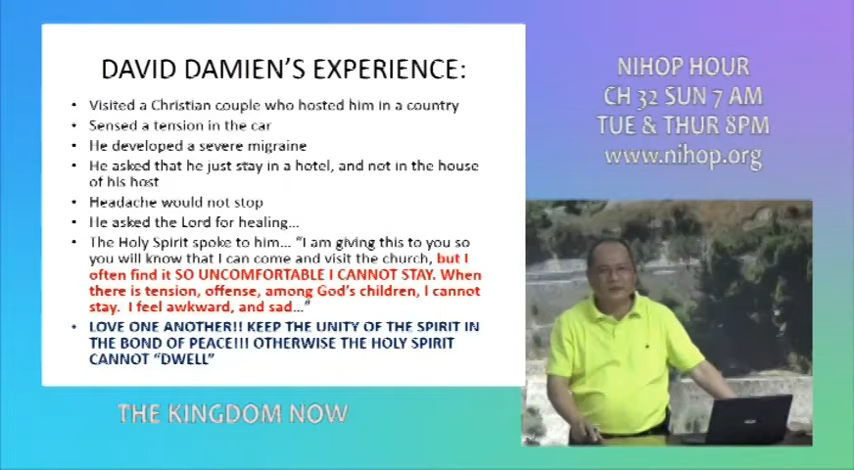 DAVID DAMIEN'S EXPERIENCE:
• Visited a Christian couple who hosted him in a country
• Sensed a tension in the car
• He developed a severe migraine
• He asked that he just stay in a hotel, and not in the house
of his host
• Headache would not stop
• He asked the Lord for healing...
• The Holy Spirit spoke to him... “I am giving this to you so
you will know that I can come and visit the church, but I
often find it SO UNCOMFORTABLE I CANNOT STAY. When
there is tension, offense, among God's children, I cannot
stay. I feel awkward, and sad...”
• LOVE ONE ANOTHER!! KEEP THE UNITY OF THE SPIRIT IN
THE BOND OF PEACE!!! OTHERWISE THE HOLY SPIRIT
CANNOT “DWELL”
NIHOP HOUR
CH 32 SUN 7 AM
TUE & THUR 8PM
www.nihop.org
THE KINGDOM NOW